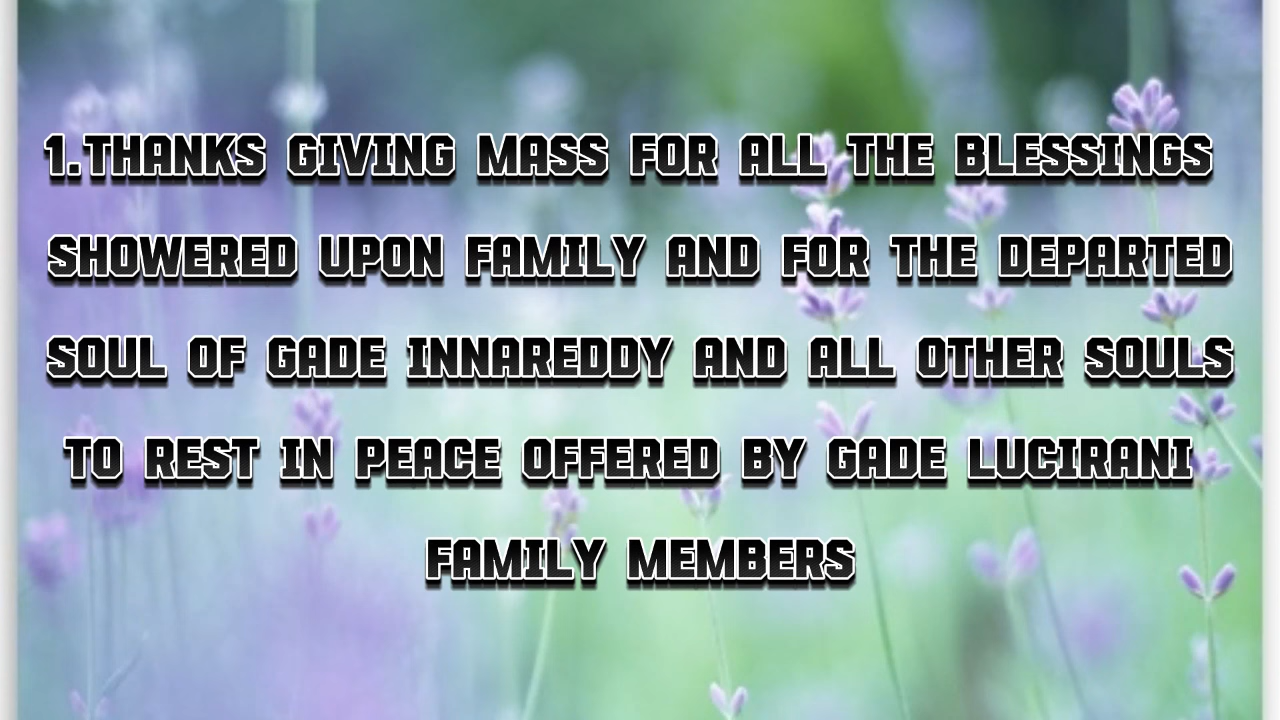 1.THANKS GIVING MASS FOR ALL THE BLESSINGS
SHOWERED UPON FAMILY AND FOR THE DEPARTED
SOUL OF GADE INNAREDDY AND ALL OTHER SOULS
TO REST IN PEACE OFFERED BY GADE LUCIRANI
FAMILY MEMBERS